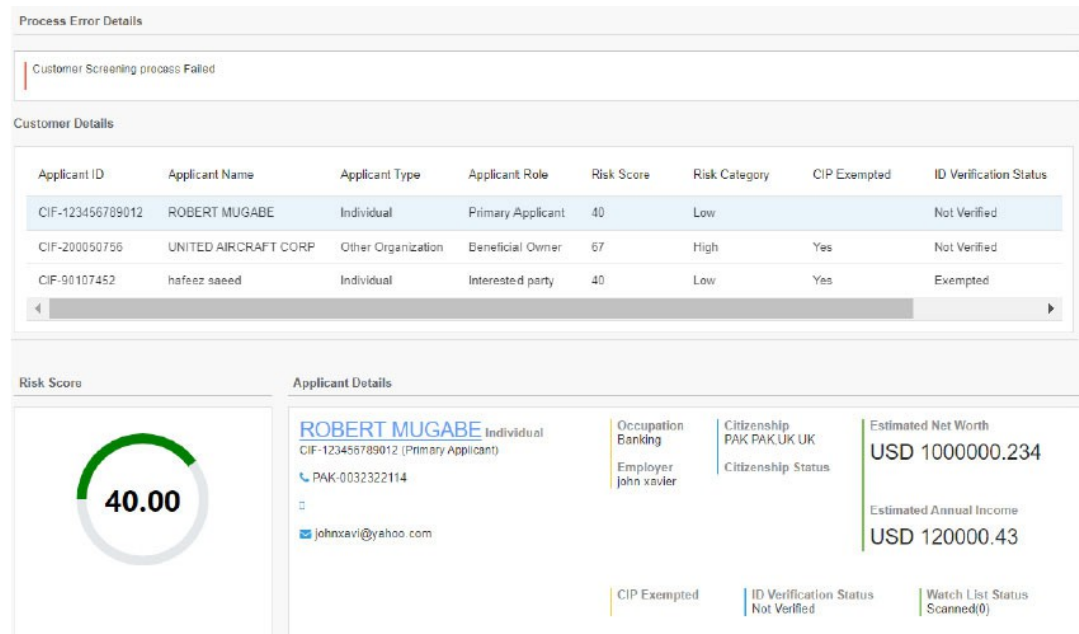 Process Error Details
Customer Screening process Failed
Customer Details
Applicant ID Applicant Name Applicant Type Applicant Role Risk Score Risk Category CIP Exempted ID Verification Status
CIF-123456789012 ROBERT MUGABE Individual Primary Applicant 40 Low Not Verified
CIF-200050756 UNITED AIRCRAFT CORP Other Organization Beneficial Owner 67 High Yes Not Verified
CIF-90107452 hafeez saeed Individual Interested party 40 Low Yes Exempted
Risk Score
40.00
Applicant Details
ROBERT MUGABE Individual
CIF-123456789012 (Primary Applicant)
PAK-0032322114
johnxavi@yahoo.com
Occupation
Banking
Employer
john xavier
Citizenship
PAK PAK,UK UK
Citizenship Status
Estimated Net Worth
USD 1000000.234
Estimated Annual Income
USD 120000.43
CIP Exempted
ID Verification Status
Not Verified
Watch List Status
Scanned(0)